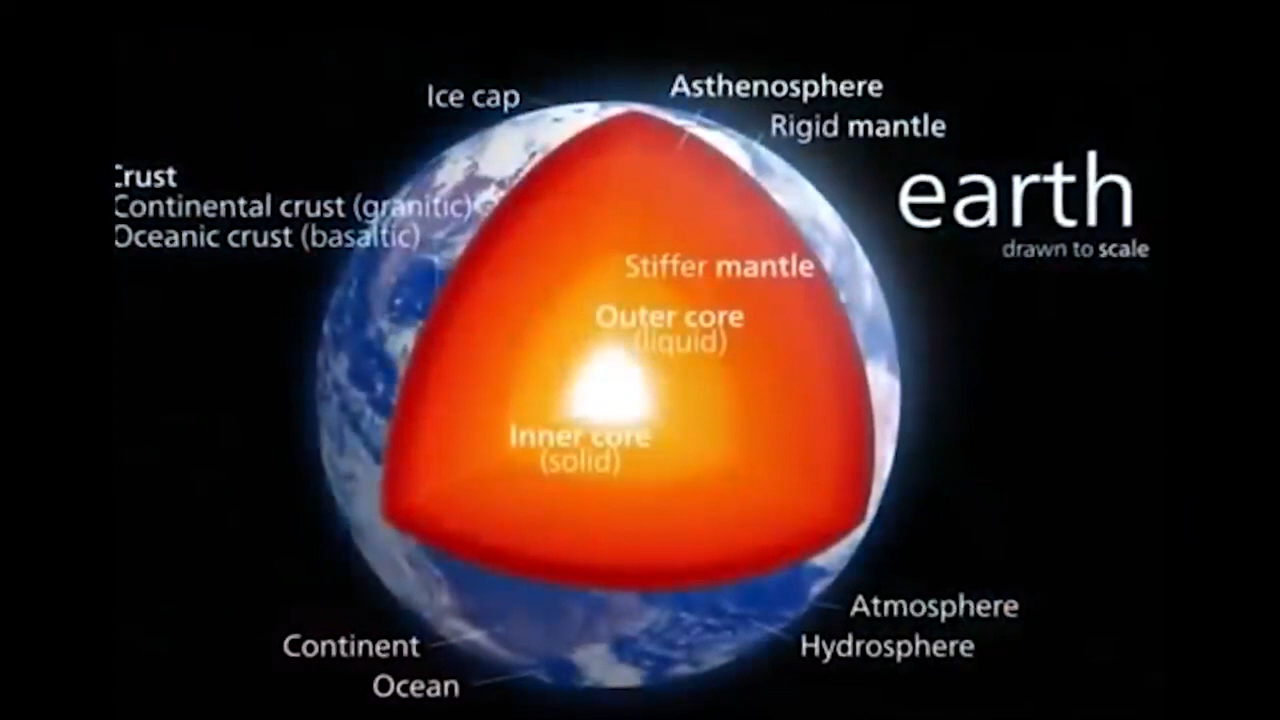 Ice cap
Asthenosphere
Rigid mantle
earth
drawn to scale
Crust
Continental crust (granitic)
Oceanic crust (basaltic)
Stiffer mantle
Outer core
(liquid)
Inner core
(solid)
Atmosphere
Hydrosphere
Continent
Ocean